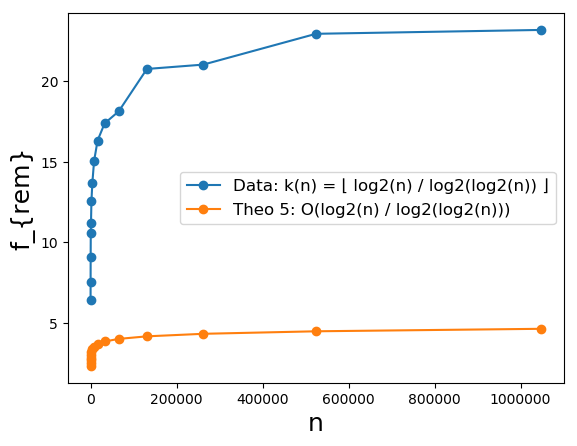 20
15
10
5
f_{rem}
Data: k(n) = ⌊ log2(n) / log2(log2(n)) ⌋
Theo 5: O(log2(n) / log2(log2(n)))
0 200000 400000 600000 800000 1000000
n